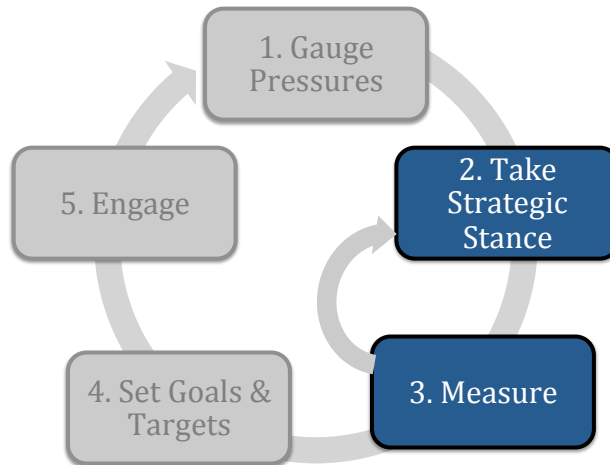 1. Gauge
Pressures
2. Take
Strategic
Stance
3. Measure
4. Set Goals &
Targets
5. Engage